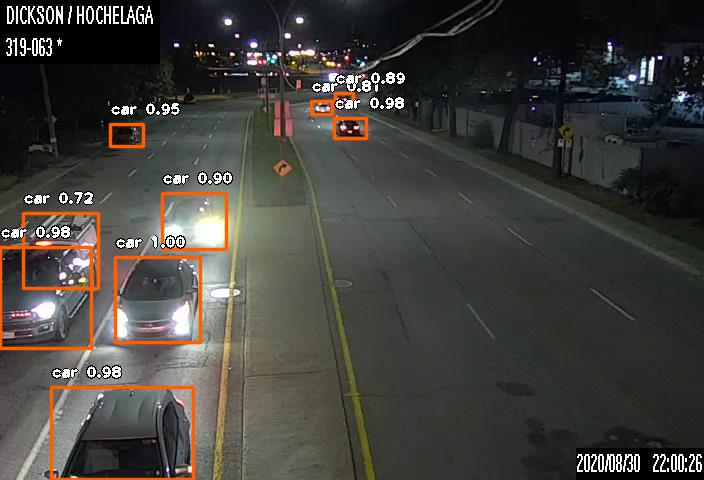 DICKSON / HOCHELAGA
319-063 *
car 0.89
car 0.81
car 0.98
car 0.95
car 0.90
car 0.72
car 0.98
car 1.00
car 0.98
2020/08/30 22:00:26